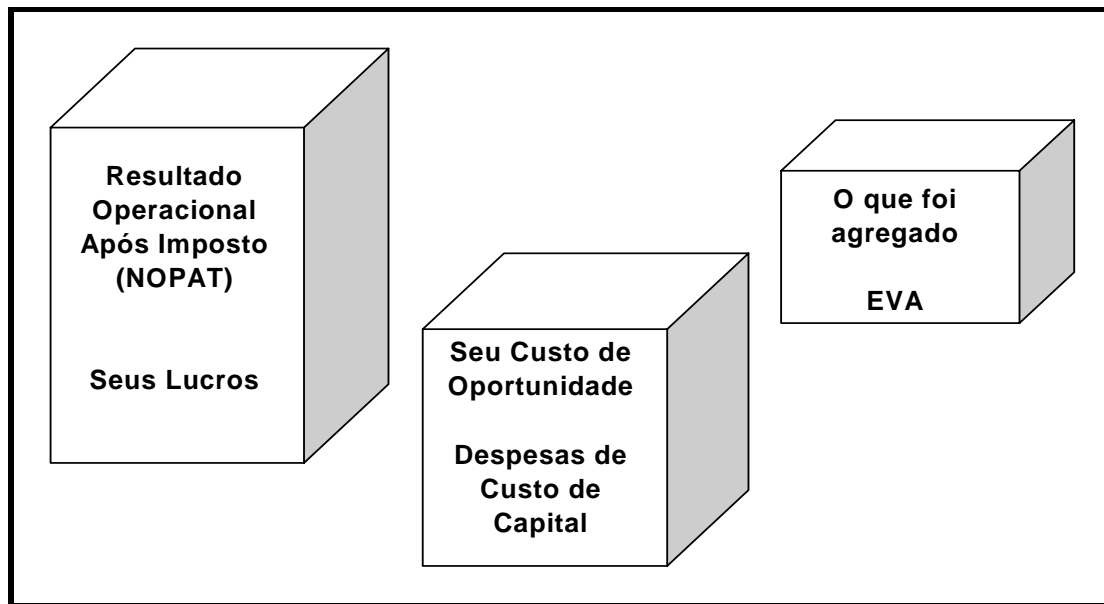 Resultado
Operacional
Após Imposto
(NOPAT)
Seus Lucros
Seu Custo de
Oportunidade
Despesas de
Custo de
Capital
O que foi
agregado
EVA